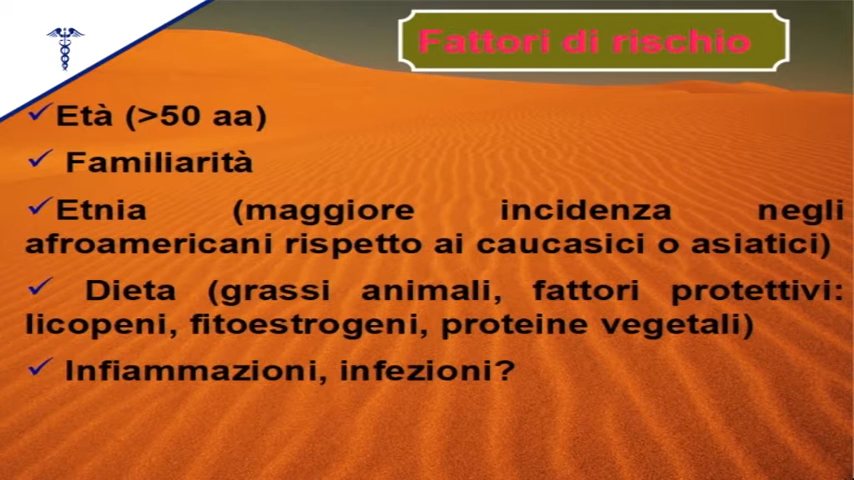 Fattori di rischio
Età (>50 aa)
Familiarità
Etnia (maggiore incidenza negli
afroamericani rispetto ai caucasici o asiatici)
Dieta (grassi animali, fattori protettivi:
licopeni, fitoestrogeni, proteine vegetali)
Infiammazioni, infezioni?